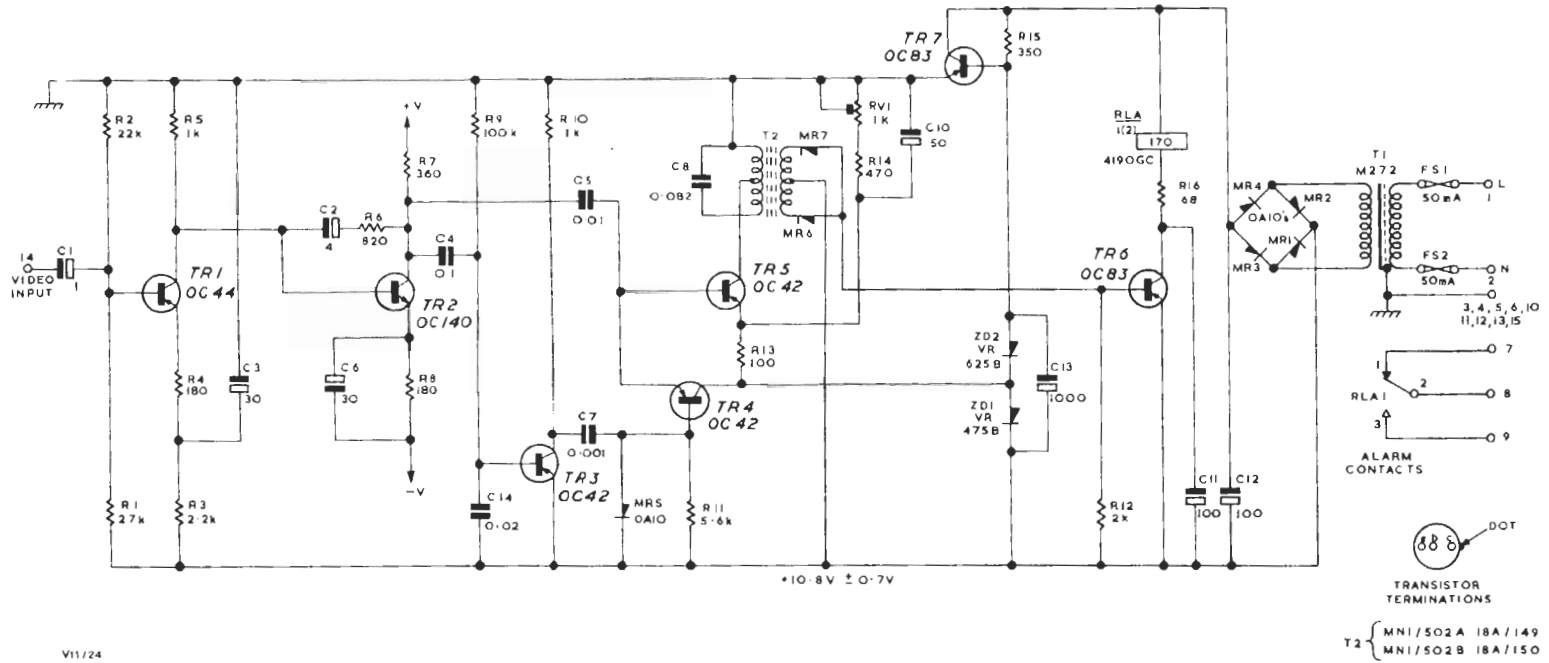 TR7
OC83
R15
350
R2
22k
R5
1k
+V
R9
100k
R10
1k
RV1
1K
C10
50
T2
MR7
R14
470
RLA
1(2)
170
4190GC
T1
M272
FS1
50mA
L
1
R7
360
C5
0·01
C8
0·082
R16
68
MR4
MR2
OA10's
MR1
MR3
C2
4
R6
820
C4
0·1
MR6
TR6
OC83
FS2
50mA
N
2
14
VIDEO
INPUT
C1
1
TR1
OC44
TR2
OC140
TR5
OC42
3,4,5,6,10
11,12,13,15
R4
180
C3
30
C6
30
R8
180
R13
100
ZD2
VR
625B
C13
1000
ZD1
VR
475B
TR4
OC42
7
1
2
RLA1
8
3
9
ALARM
CONTACTS
C7
0·001
TR3
OC42
-V
R1
27k
R3
2·2k
C14
0·02
MR5
OA10
R11
5·6k
R12
2k
C11
100
C12
100
DOT
+10·8V ± 0·7V
TRANSISTOR
TERMINATIONS
T2 { MN1/502A 18A/149
MN1/502B 18A/150
V11/24